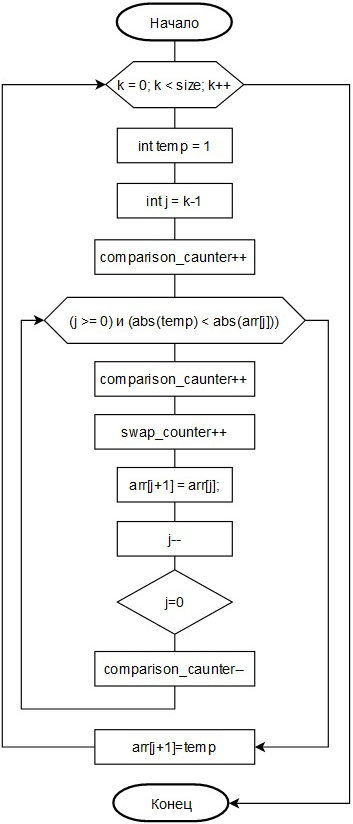 Начало
k = 0; k < size; k++
int temp = 1
int j = k-1
comparison_caunter++
(j >= 0) и (abs(temp) < abs(arr[j]))
comparison_caunter++
swap_counter++
arr[j+1] = arr[j];
j--
j=0
comparison_caunter--
arr[j+1]=temp
Конец